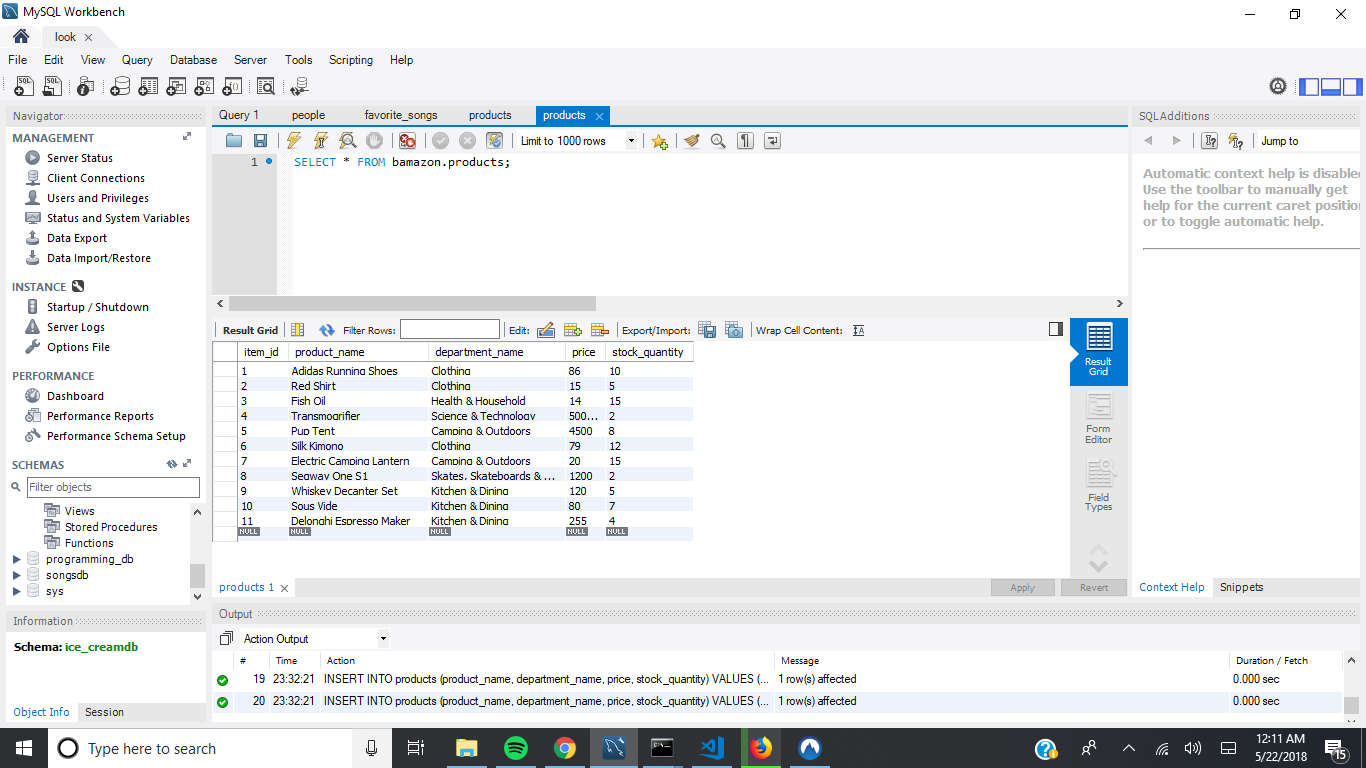 MySQL Workbench
look
File Edit View Query Database Server Tools Scripting Help
Navigator
MANAGEMENT
Server Status
Client Connections
Users and Privileges
Status and System Variables
Data Export
Data Import/Restore
INSTANCE
Startup / Shutdown
Server Logs
Options File
PERFORMANCE
Dashboard
Performance Reports
Performance Schema Setup
SCHEMAS
Filter objects
Views
Stored Procedures
Functions
programming_db
songsdb
sys
Information
Schema: ice_creamdb
Object Info Session
Query 1 people favorite_songs products products
Limit to 1000 rows
1 SELECT * FROM bamazon.products;
Result Grid Filter Rows: Edit: Export/Import: Wrap Cell Content:
item_id product_name department_name price stock_quantity
1 Adidas Running Shoes Clothing 86 10
2 Red Shirt Clothing 15 5
3 Fish Oil Health & Household 14 15
4 Transmogrifier Science & Technology 500... 2
5 Pup Tent Camping & Outdoors 4500 8
6 Silk Kimono Clothing 79 12
7 Electric Camping Lantern Camping & Outdoors 20 15
8 Segway One S1 Skates, Skateboards & ... 1200 2
9 Whiskey Decanter Set Kitchen & Dining 120 5
10 Sous Vide Kitchen & Dining 80 7
11 Delonghi Espresso Maker Kitchen & Dining 255 4
NULL NULL NULL NULL NULL
Result
Grid
Form
Editor
Field
Types
products 1
Apply Revert
SQLAdditions
Jump to
Automatic context help is disabled
Use the toolbar to manually get
help for the current caret position
or to toggle automatic help.
Context Help Snippets
Output
Action Output
# Time Action Message Duration / Fetch
19 23:32:21 INSERT INTO products (product_name, department_name, price, stock_quantity) VALUES (... 1 row(s) affected 0.000 sec
20 23:32:21 INSERT INTO products (product_name, department_name, price, stock_quantity) VALUES (... 1 row(s) affected 0.000 sec
Type here to search
12:11 AM
5/22/2018
15